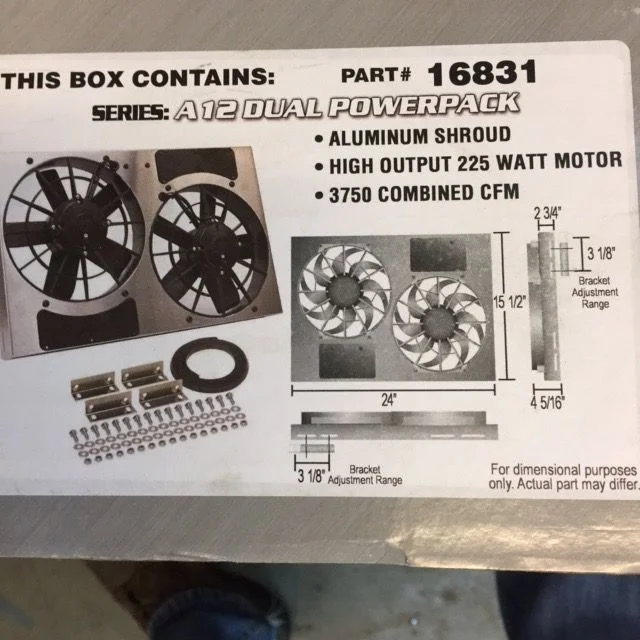 THIS BOX CONTAINS: PART# 16831
SERIES: A12 DUAL POWERPACK
• ALUMINUM SHROUD
• HIGH OUTPUT 225 WATT MOTOR
• 3750 COMBINED CFM
2 3/4"
3 1/8"
Bracket
Adjustment
Range
15 1/2"
24"
4 5/16"
3 1/8"
Bracket
Adjustment Range
For dimensional purposes
only. Actual part may differ.